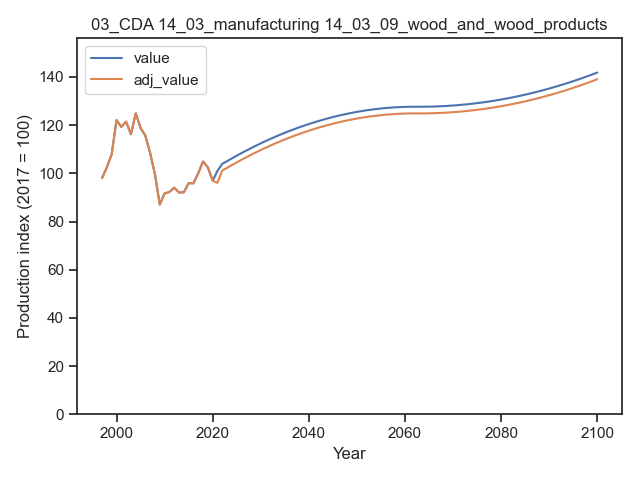 03_CDA 14_03_manufacturing 14_03_09_wood_and_wood_products
value
adj_value
Production index (2017 = 100)
140
120
100
80
60
40
20
0
2000 2020 2040 2060 2080 2100
Year